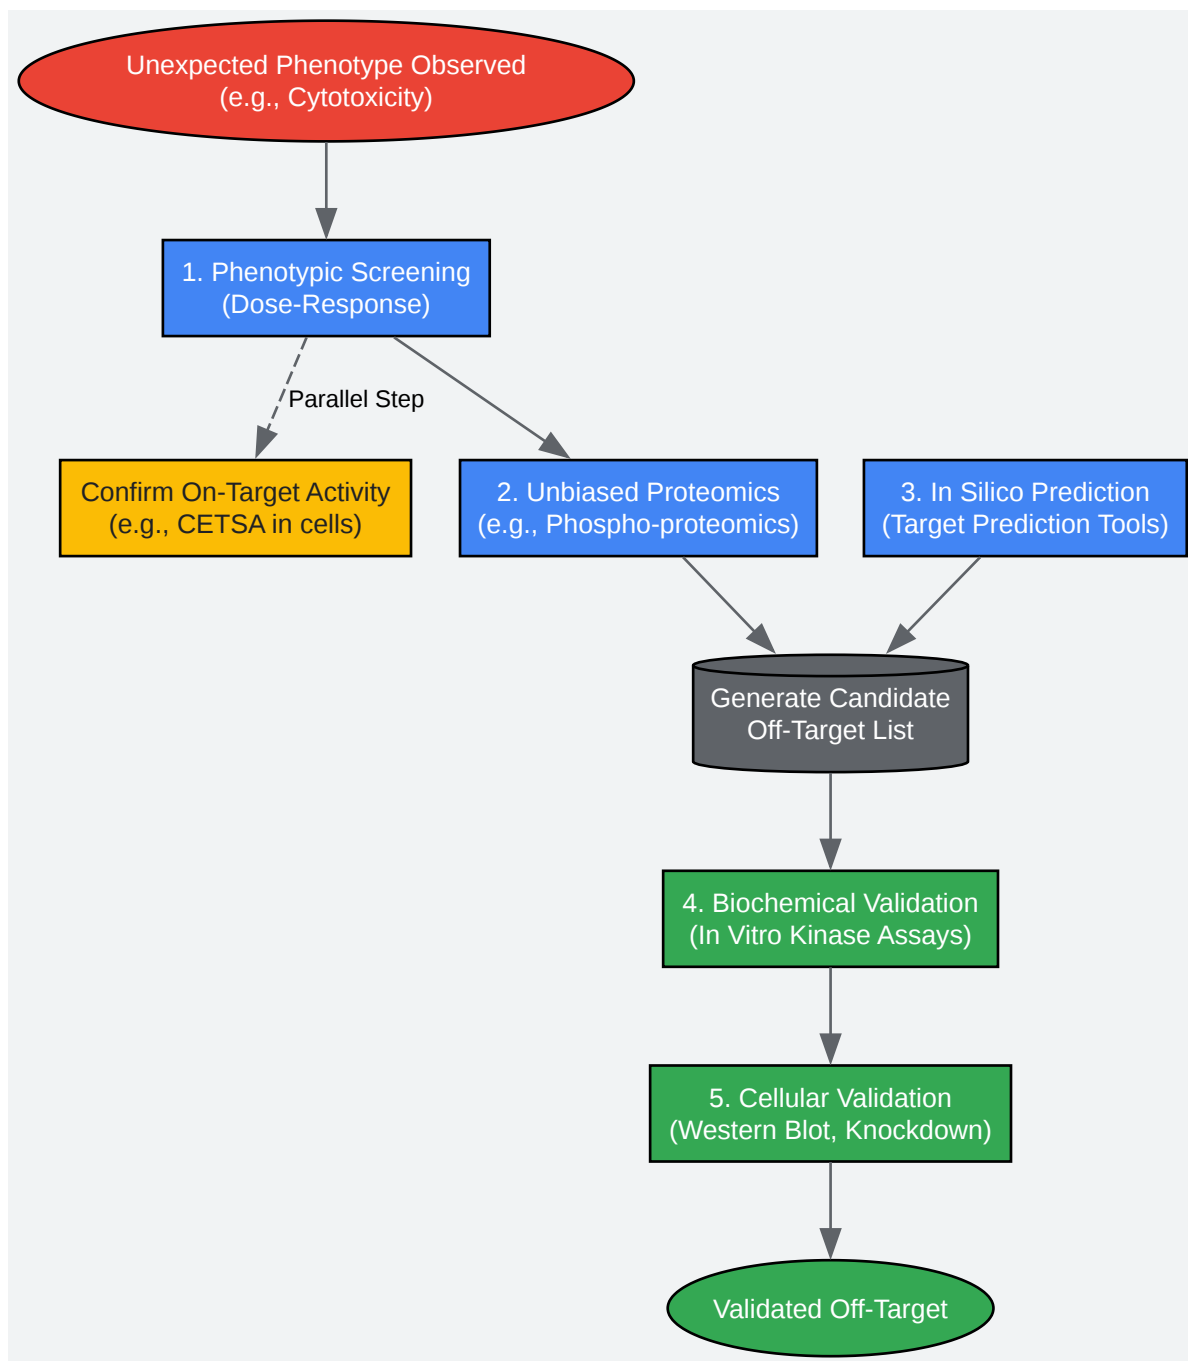 Unexpected Phenotype Observed
(e.g., Cytotoxicity)
1. Phenotypic Screening
(Dose-Response)
Parallel Step
Confirm On-Target Activity
(e.g., CETSA in cells)
2. Unbiased Proteomics
(e.g., Phospho-proteomics)
3. In Silico Prediction
(Target Prediction Tools)
Generate Candidate
Off-Target List
4. Biochemical Validation
(In Vitro Kinase Assays)
5. Cellular Validation
(Western Blot, Knockdown)
Validated Off-Target